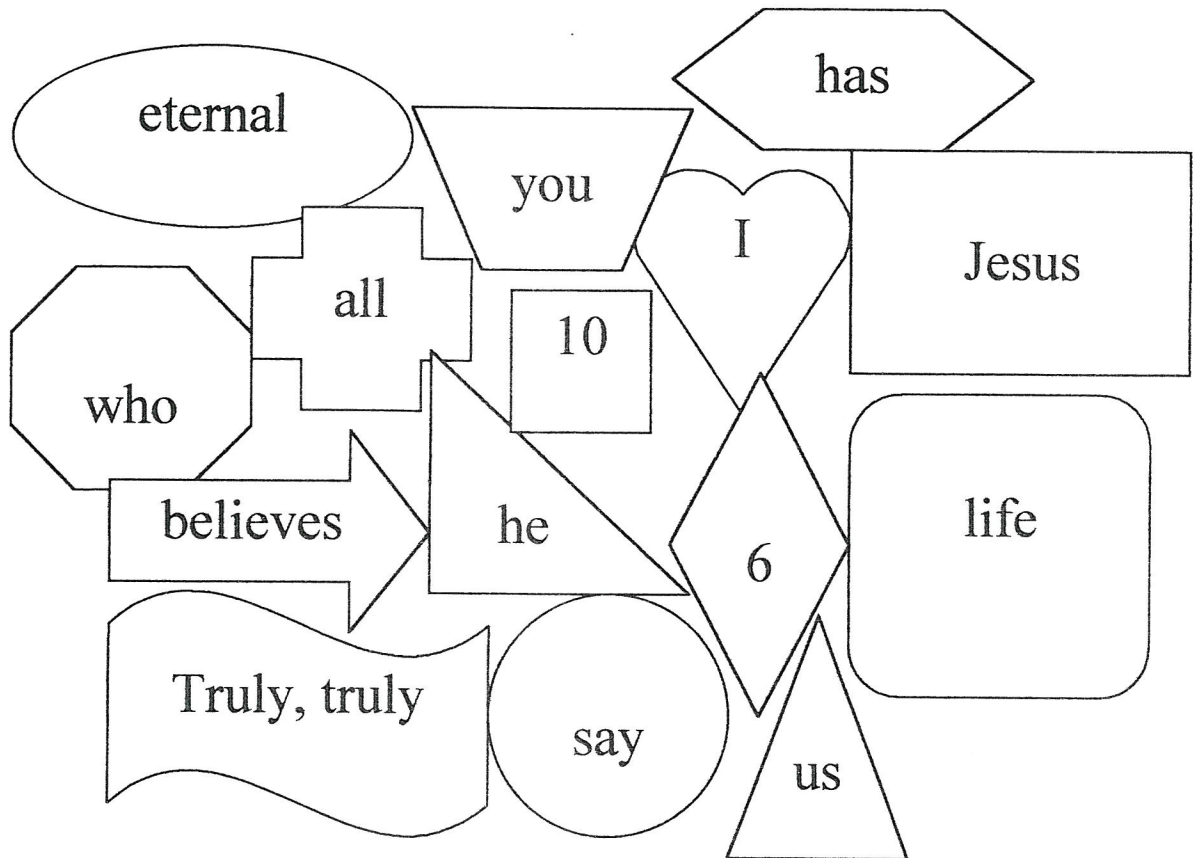 has
eternal
you
I
Jesus
all
10
who
believes
he
life
6
Truly, truly
say
us